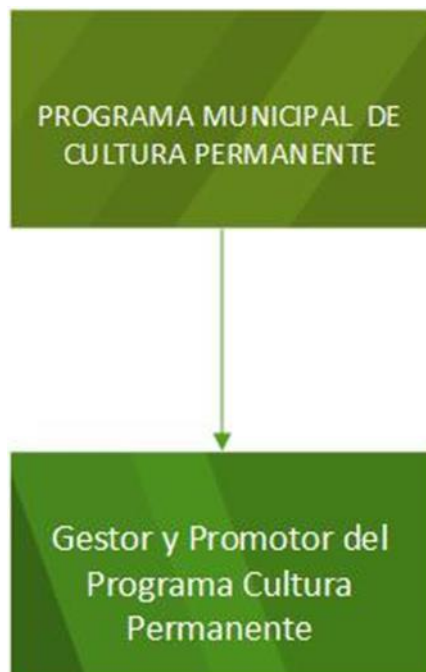 PROGRAMA MUNICIPAL DE
CULTURA PERMANENTE
Gestor y Promotor del
Programa Cultura
Permanente